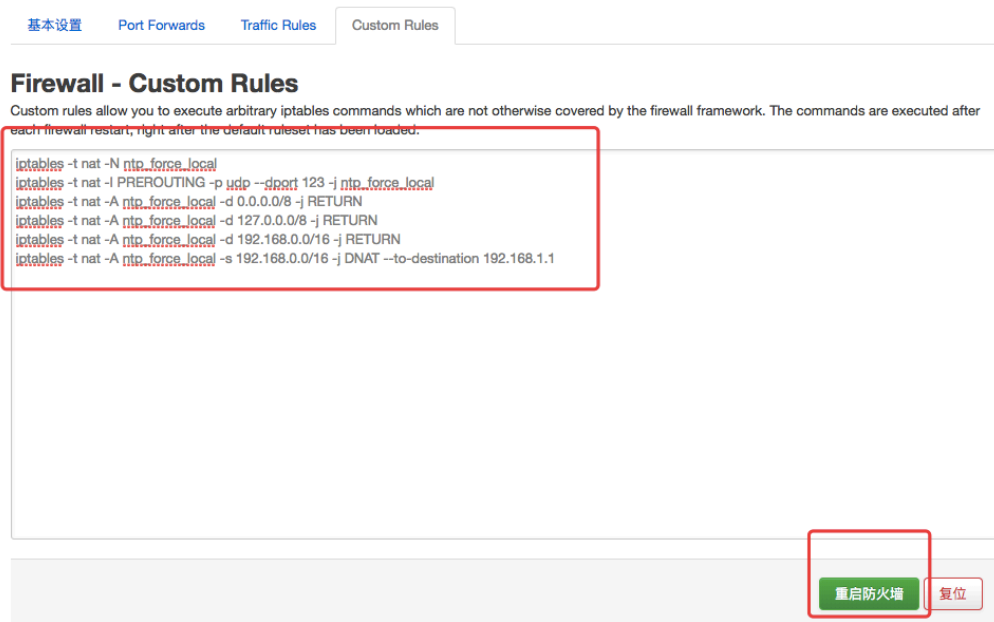 基本设置 Port Forwards Traffic Rules Custom Rules
Firewall - Custom Rules
Custom rules allow you to execute arbitrary iptables commands which are not otherwise covered by the firewall framework. The commands are executed after
each firewall restart, right after the default ruleset has been loaded.
iptables -t nat -N ntp_force_local
iptables -t nat -I PREROUTING -p udp --dport 123 -j ntp_force_local
iptables -t nat -A ntp_force_local -d 0.0.0.0/8 -j RETURN
iptables -t nat -A ntp_force_local -d 127.0.0.0/8 -j RETURN
iptables -t nat -A ntp_force_local -d 192.168.0.0/16 -j RETURN
iptables -t nat -A ntp_force_local -s 192.168.0.0/16 -j DNAT --to-destination 192.168.1.1
重启防火墙 复位